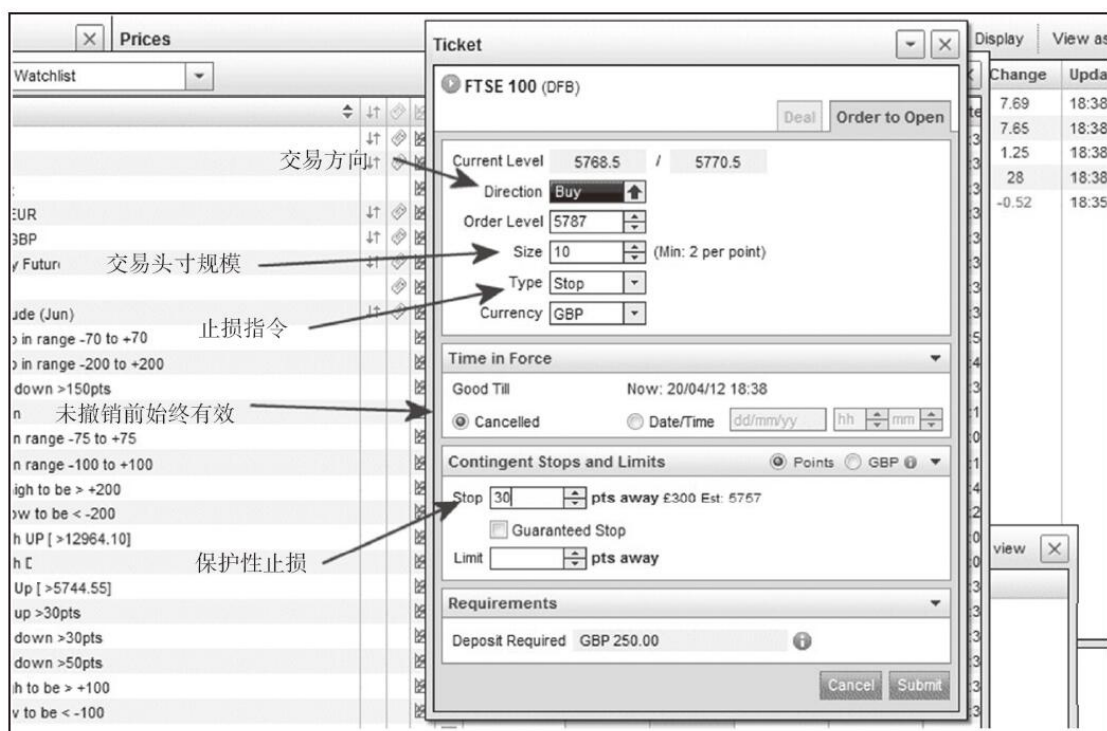 Prices
Watchlist
EUR
GBP
in range -70 to +70
in range -200 to +200
down >150pts
range -75 to +75
range -100 to +100
to be > +200
to be < -200
UP [ >12964.10]
Up [ >5744.55]
up >30pts
down >30pts
down >50pts
to be > +100
to be < -100
交易方向
交易头寸规模
止损指令
未撤销前始终有效
保护性止损
Ticket
FTSE 100 (DFB)
Deal Order to Open
Current Level 5768.5 / 5770.5
Direction Buy
Order Level 5787
Size 10 (Min: 2 per point)
Type Stop
Currency GBP
Time in Force
Good Till Now: 20/04/12 18:38
Cancelled Date/Time dd/mm/yy hh mm
Contingent Stops and Limits Points GBP
Stop 30 pts away £300 Est: 5757
Guaranteed Stop
Limit pts away
Requirements
Deposit Required GBP 250.00
Cancel Submit
Display View as
Change Upda
7.69 18:38
7.65 18:38
1.25 18:38
28 18:38
-0.52 18:35
view